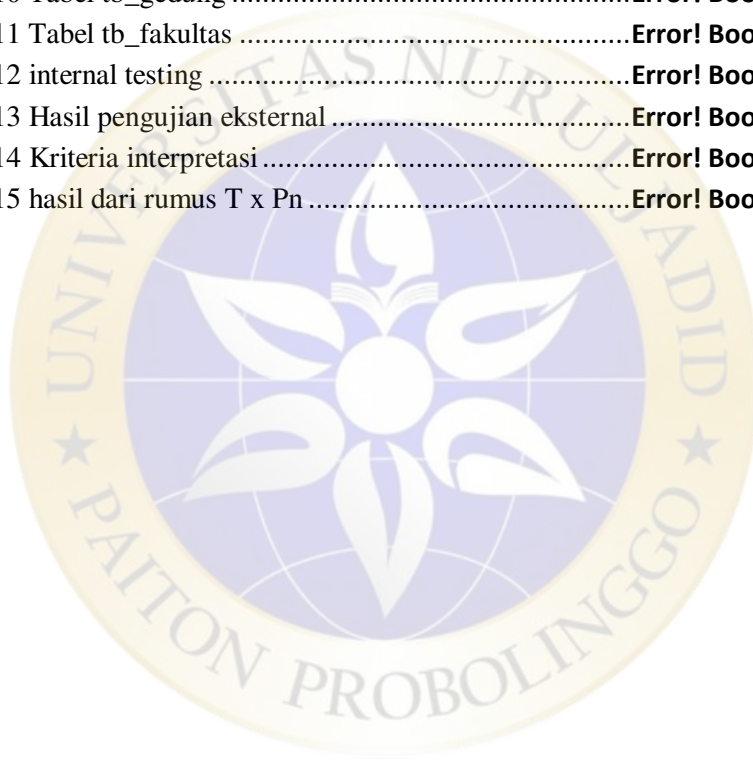 10 Tabel tb_gedung ................................................ Error! Boo
11 Tabel tb_fakultas ................................................ Error! Boo
12 internal testing ................................................ Error! Boo
13 Hasil pengujian eksternal ................................ Error! Boo
14 Kriteria interpretasi ............................................ Error! Boo
15 hasil dari rumus T x Pn ..................................... Error! Boo
UNIVERSITAS NURUL JADID
★ PAITON PROBOLINGGO ★